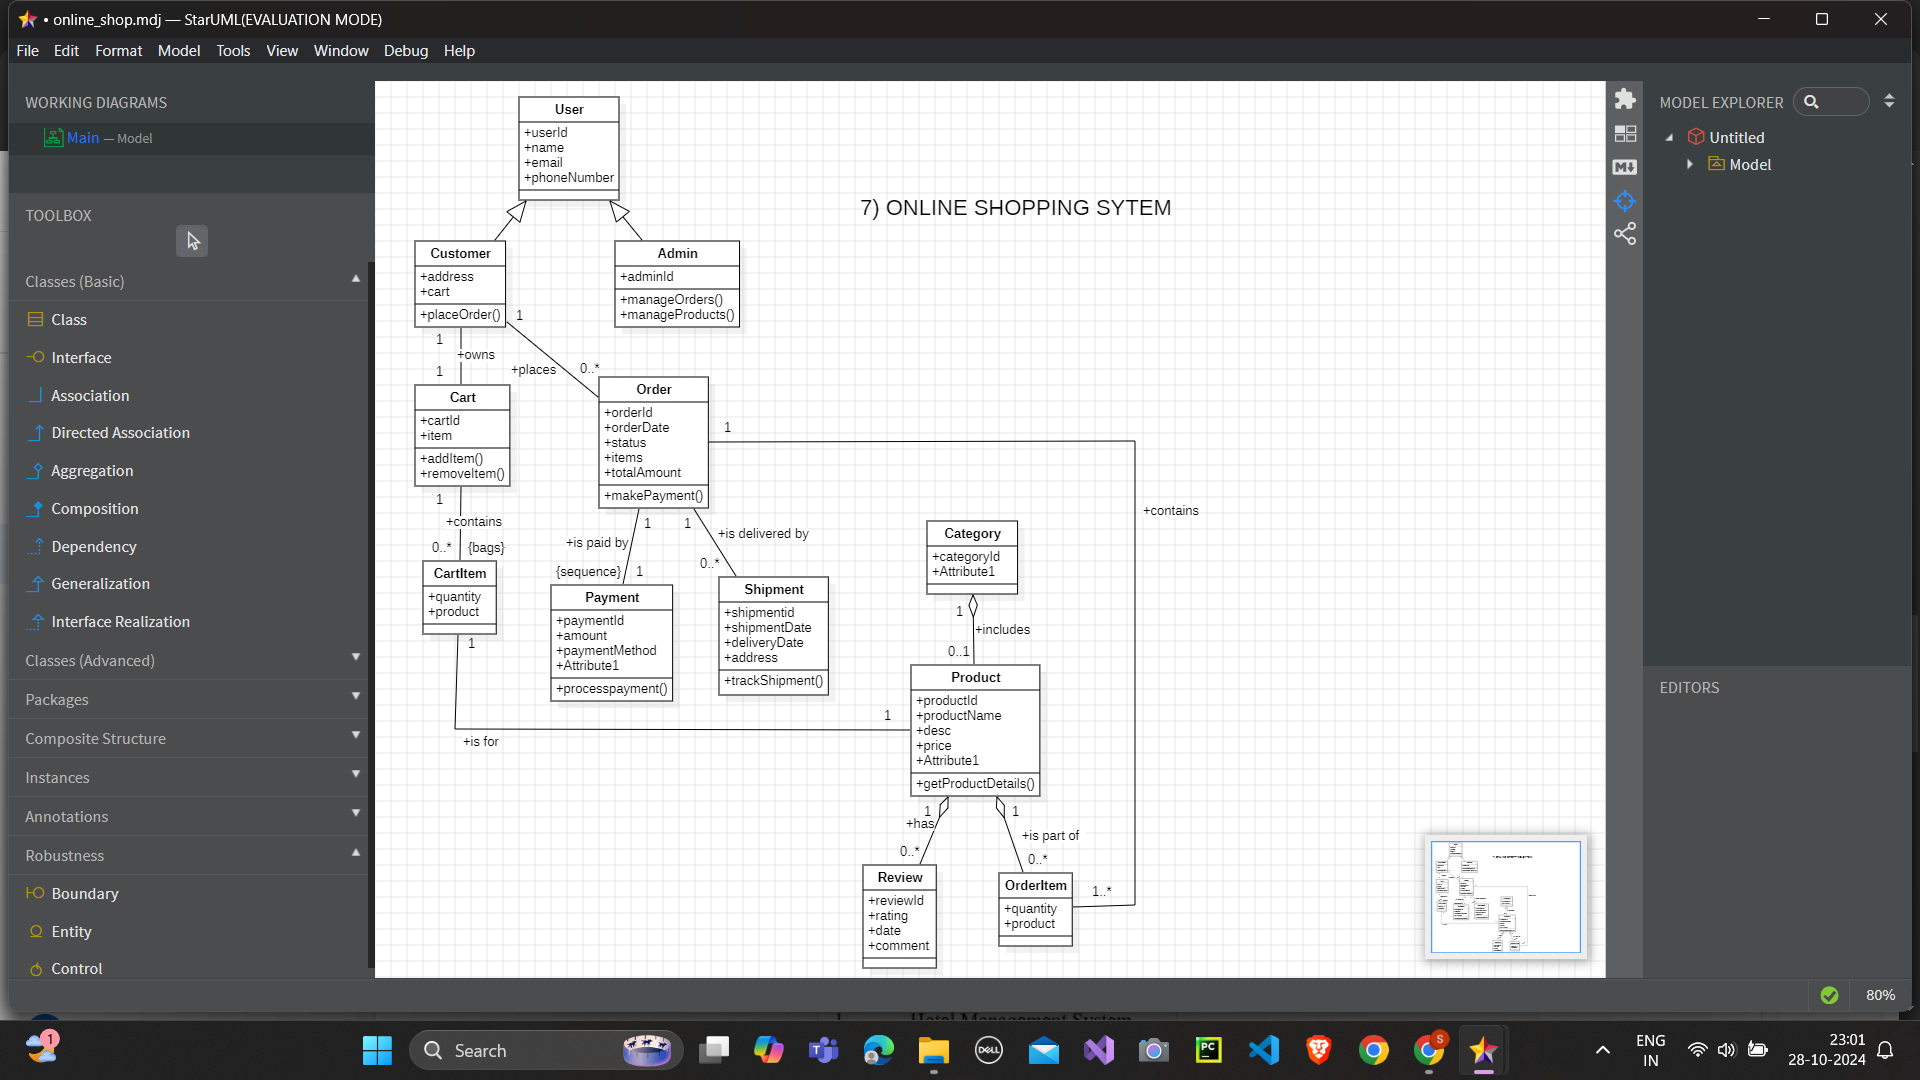 • online_shop.mdj — StarUML(EVALUATION MODE)
File Edit Format Model Tools View Window Debug Help
WORKING DIAGRAMS
Main — Model
TOOLBOX
Classes (Basic)
Class
Interface
Association
Directed Association
Aggregation
Composition
Dependency
Generalization
Interface Realization
Classes (Advanced)
Packages
Composite Structure
Instances
Annotations
Robustness
Boundary
Entity
Control
7) ONLINE SHOPPING SYTEM
User
+userId
+name
+email
+phoneNumber
Customer
+address
+cart
+placeOrder()
Admin
+adminId
+manageOrders()
+manageProducts()
1
+owns
1
1
+places
0..*
Cart
+cartId
+item
+addItem()
+removeItem()
Order
+orderId
+orderDate
+status
+items
+totalAmount
+makePayment()
1
+contains
1..*
1
+contains
0..*
{bags}
CartItem
+quantity
+product
1
+is paid by
{sequence}
1
Payment
+paymentId
+amount
+paymentMethod
+Attribute1
+processpayment()
1
+is delivered by
0..*
Shipment
+shipmentid
+shipmentDate
+deliveryDate
+address
+trackShipment()
Category
+categoryId
+Attribute1
1
+includes
0..1
1
+is for
1
Product
+productId
+productName
+desc
+price
+Attribute1
+getProductDetails()
1
+has
0..*
1
+is part of
0..*
Review
+reviewId
+rating
+date
+comment
OrderItem
+quantity
+product
M
MODEL EXPLORER
Untitled
Model
EDITORS
80%
1
Search
DELL
PC
S
ENG
IN
23:01
28-10-2024